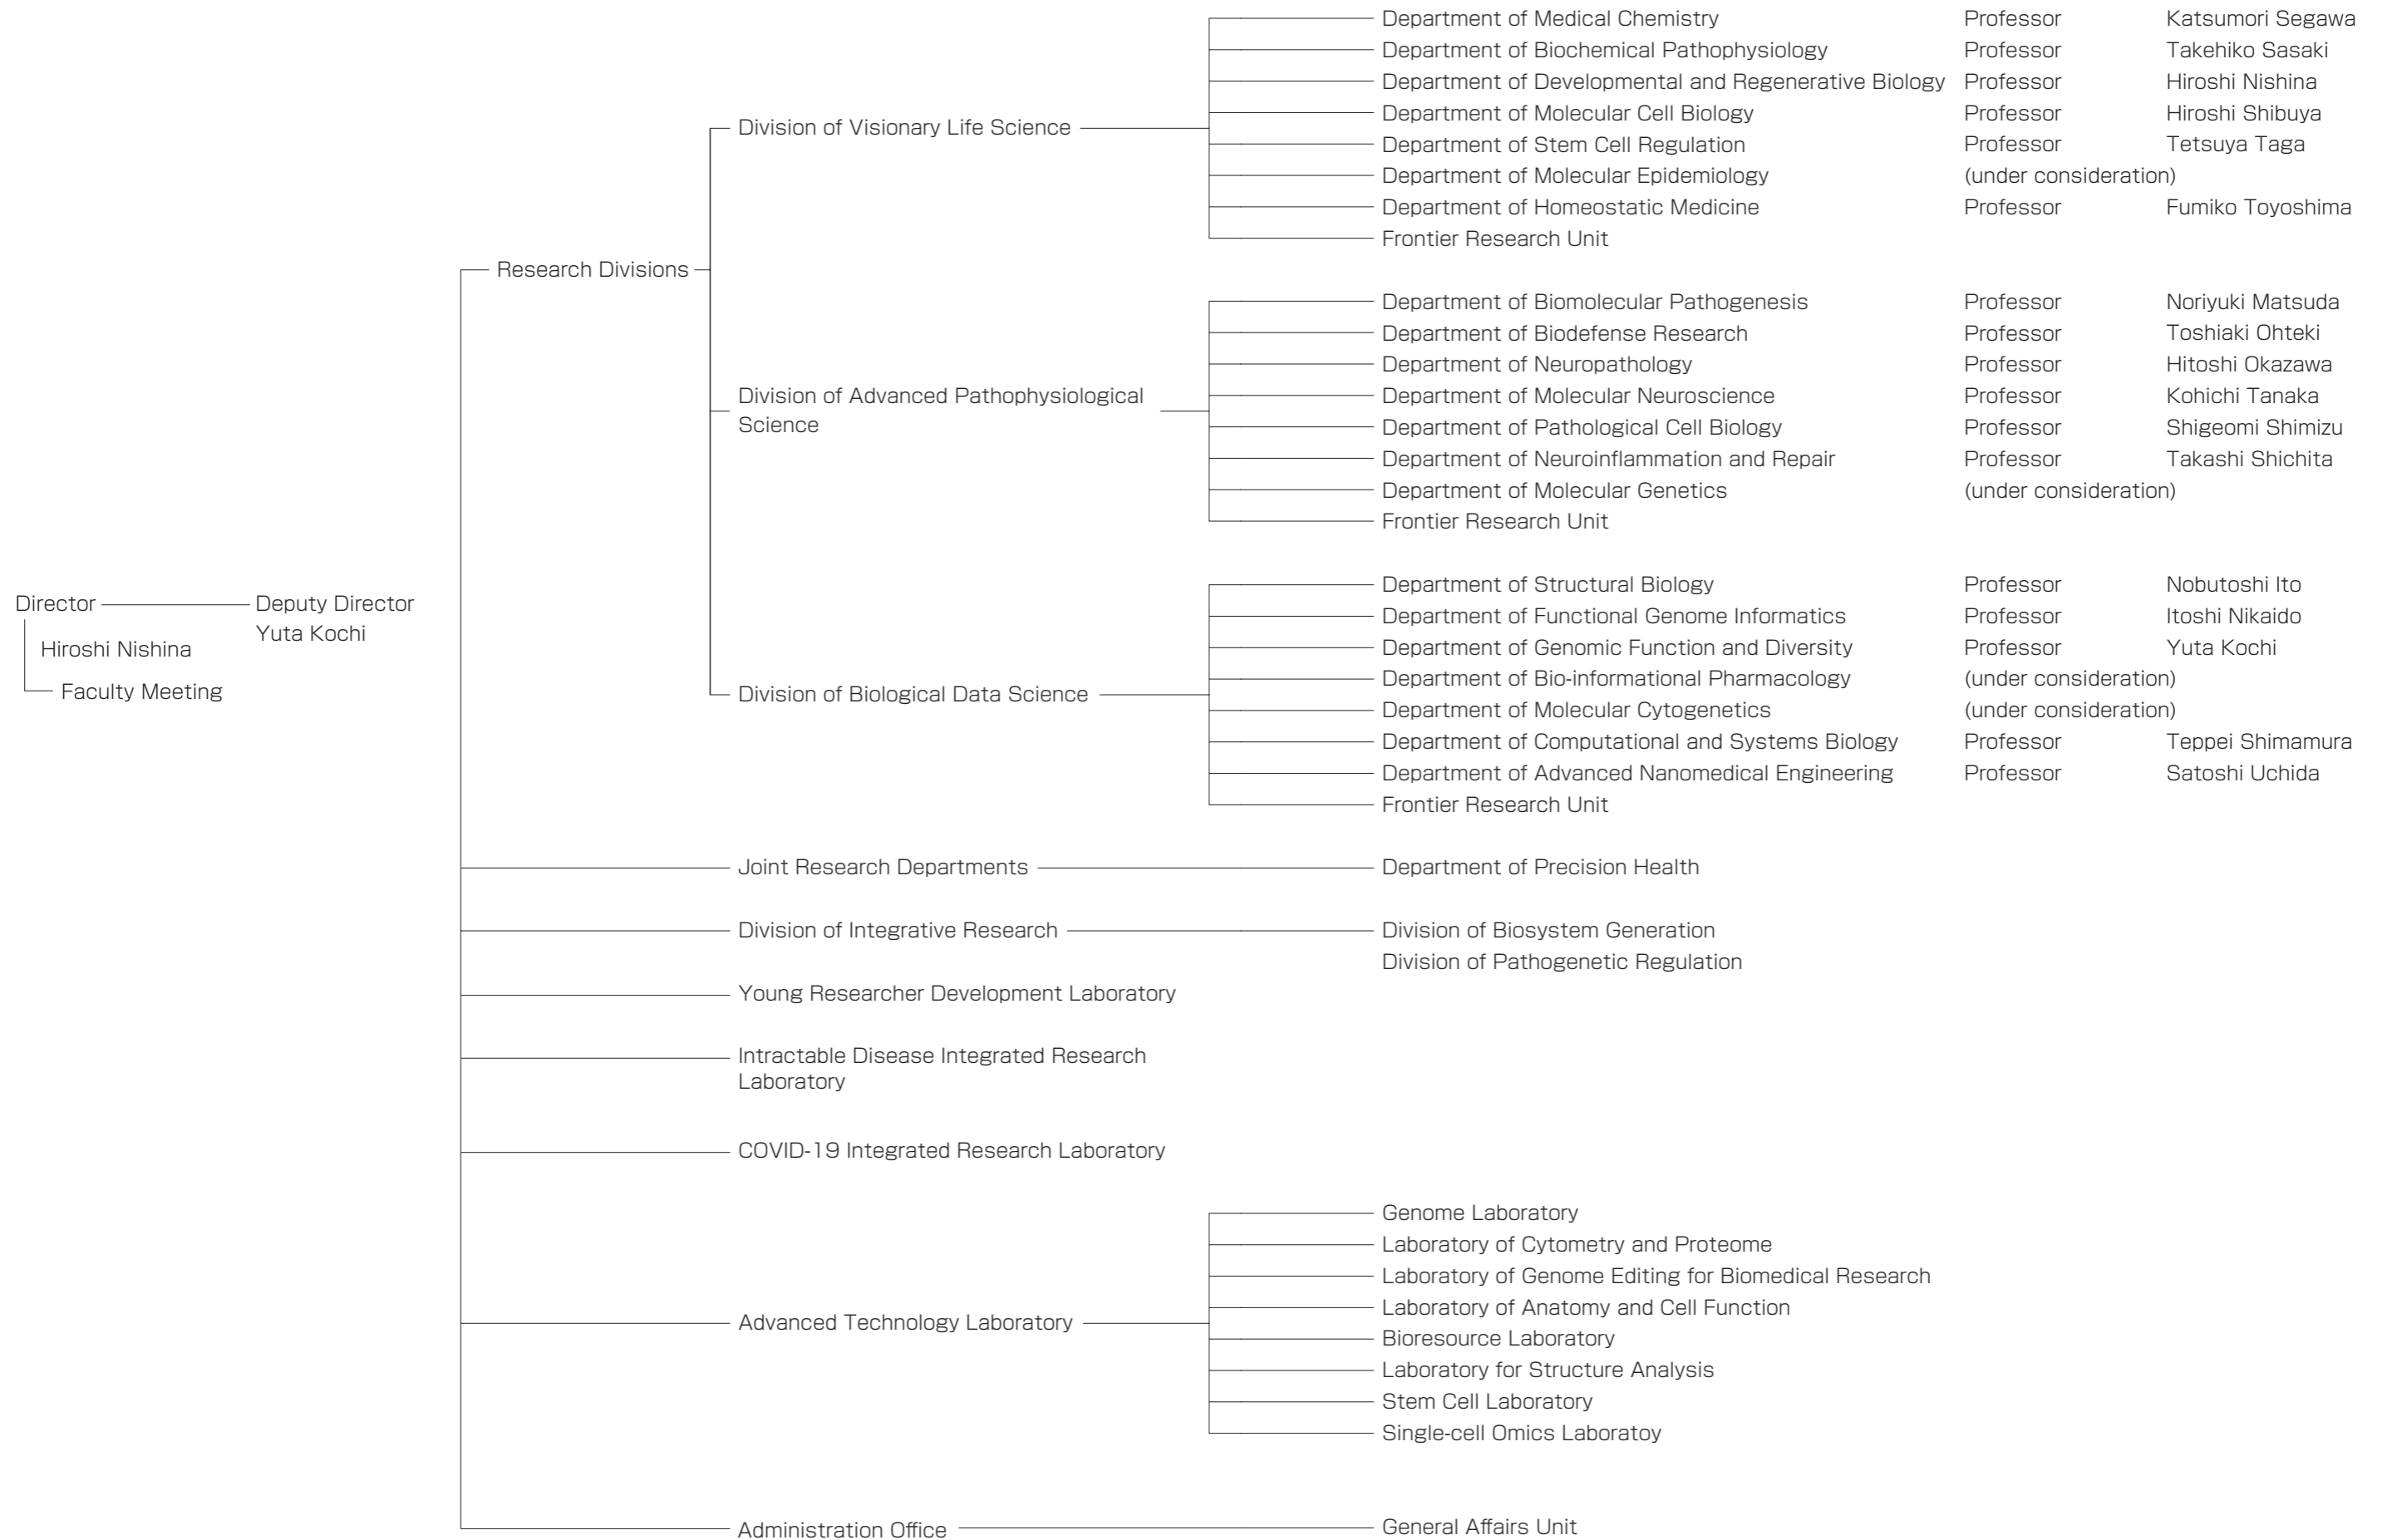 Director
Hiroshi Nishina
Faculty Meeting
Deputy Director
Yuta Kochi
Research Divisions
Division of Visionary Life Science
Department of Medical Chemistry Professor Katsumori Segawa
Department of Biochemical Pathophysiology Professor Takehiko Sasaki
Department of Developmental and Regenerative Biology Professor Hiroshi Nishina
Department of Molecular Cell Biology Professor Hiroshi Shibuya
Department of Stem Cell Regulation Professor Tetsuya Taga
Department of Molecular Epidemiology (under consideration)
Department of Homeostatic Medicine Professor Fumiko Toyoshima
Frontier Research Unit
Division of Advanced Pathophysiological
Science
Department of Biomolecular Pathogenesis Professor Noriyuki Matsuda
Department of Biodefense Research Professor Toshiaki Ohteki
Department of Neuropathology Professor Hitoshi Okazawa
Department of Molecular Neuroscience Professor Kohichi Tanaka
Department of Pathological Cell Biology Professor Shigeomi Shimizu
Department of Neuroinflammation and Repair Professor Takashi Shichita
Department of Molecular Genetics (under consideration)
Frontier Research Unit
Division of Biological Data Science
Department of Structural Biology Professor Nobutoshi Ito
Department of Functional Genome Informatics Professor Itoshi Nikaido
Department of Genomic Function and Diversity Professor Yuta Kochi
Department of Bio-informational Pharmacology (under consideration)
Department of Molecular Cytogenetics (under consideration)
Department of Computational and Systems Biology Professor Teppei Shimamura
Department of Advanced Nanomedical Engineering Professor Satoshi Uchida
Frontier Research Unit
Joint Research Departments
Department of Precision Health
Division of Integrative Research
Division of Biosystem Generation
Division of Pathogenetic Regulation
Young Researcher Development Laboratory
Intractable Disease Integrated Research
Laboratory
COVID-19 Integrated Research Laboratory
Advanced Technology Laboratory
Genome Laboratory
Laboratory of Cytometry and Proteome
Laboratory of Genome Editing for Biomedical Research
Laboratory of Anatomy and Cell Function
Bioresource Laboratory
Laboratory for Structure Analysis
Stem Cell Laboratory
Single-cell Omics Laboratoy
Administration Office
General Affairs Unit